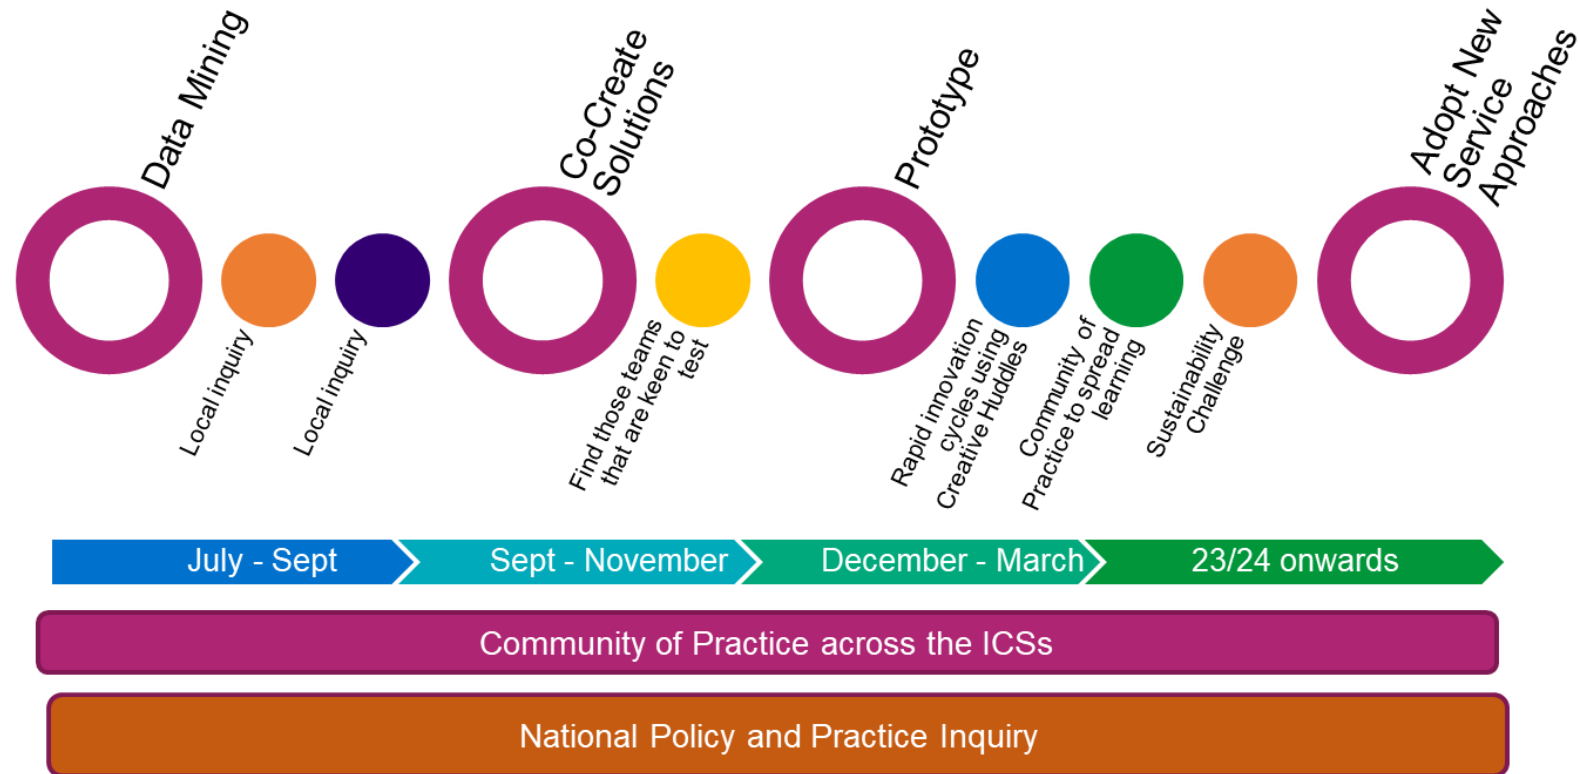 Data Mining
Co-Create
Solutions
Prototype
Adopt New
Service
Approaches
Local inquiry
Local inquiry
Find those teams
that are keen to
test
Rapid innovation
cycles using
Creative Huddles
Community of
Practice to spread
learning
Sustainability
Challenge
July - Sept
Sept - November
December - March
23/24 onwards
Community of Practice across the ICSs
National Policy and Practice Inquiry